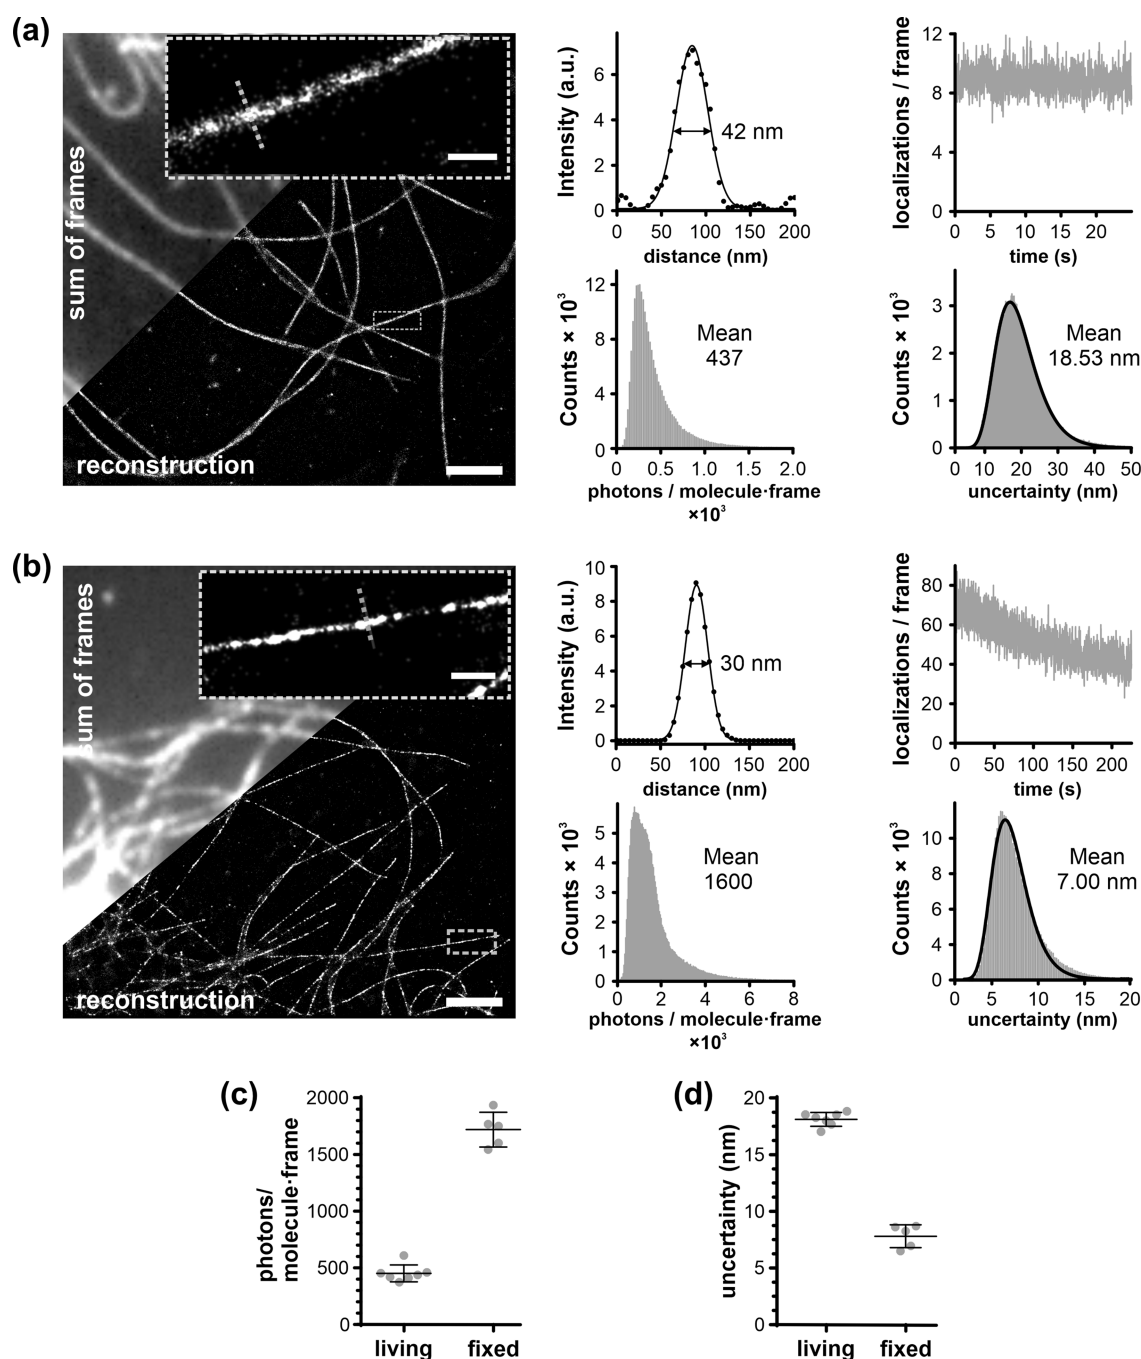 (a)
sum of frames
reconstruction
Intensity (a.u.)
6
4
2
0
42 nm
0 50 100 150 200
distance (nm)
localizations / frame
12
8
4
0
0 5 10 15 20
time (s)
Counts × 10³
12
8
4
0
Mean
437
0 0.5 1.0 1.5 2.0
photons / molecule·frame
×10³
Counts × 10³
3
2
1
0
Mean
18.53 nm
0 10 20 30 40 50
uncertainty (nm)
(b)
sum of frames
reconstruction
Intensity (a.u.)
10
8
6
4
2
0
30 nm
0 50 100 150 200
distance (nm)
localizations / frame
80
60
40
20
0
0 50 100 150 200
time (s)
Counts × 10³
5
4
3
2
1
0
Mean
1600
0 2 4 6 8
photons / molecule·frame
×10³
Counts × 10³
10
8
6
4
0
Mean
7.00 nm
0 5 10 15 20
uncertainty (nm)
(c)
photons/
molecule·frame
2000
1500
1000
500
0
living fixed
(d)
uncertainty (nm)
20
15
10
5
0
living fixed